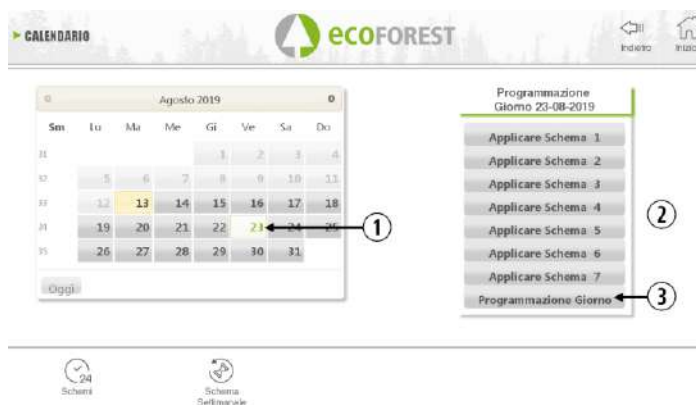 CALENDARIO
ecoFOREST
Indietro
Inizio
Agosto 2019
Sm Lu Ma Me Gi Ve Sa Do
31 1 2 3 4
32 5 6 7 8 9 10 11
33 12 13 14 15 16 17 18
34 19 20 21 22 23 24 25
35 26 27 28 29 30 31
Oggi
1
Programmazione
Giorno 23-08-2019
Applicare Schema 1
Applicare Schema 2
Applicare Schema 3
Applicare Schema 4
Applicare Schema 5
Applicare Schema 6
Applicare Schema 7
Programmazione Giorno
2
3
24
Schemi
Schema
Settimanale